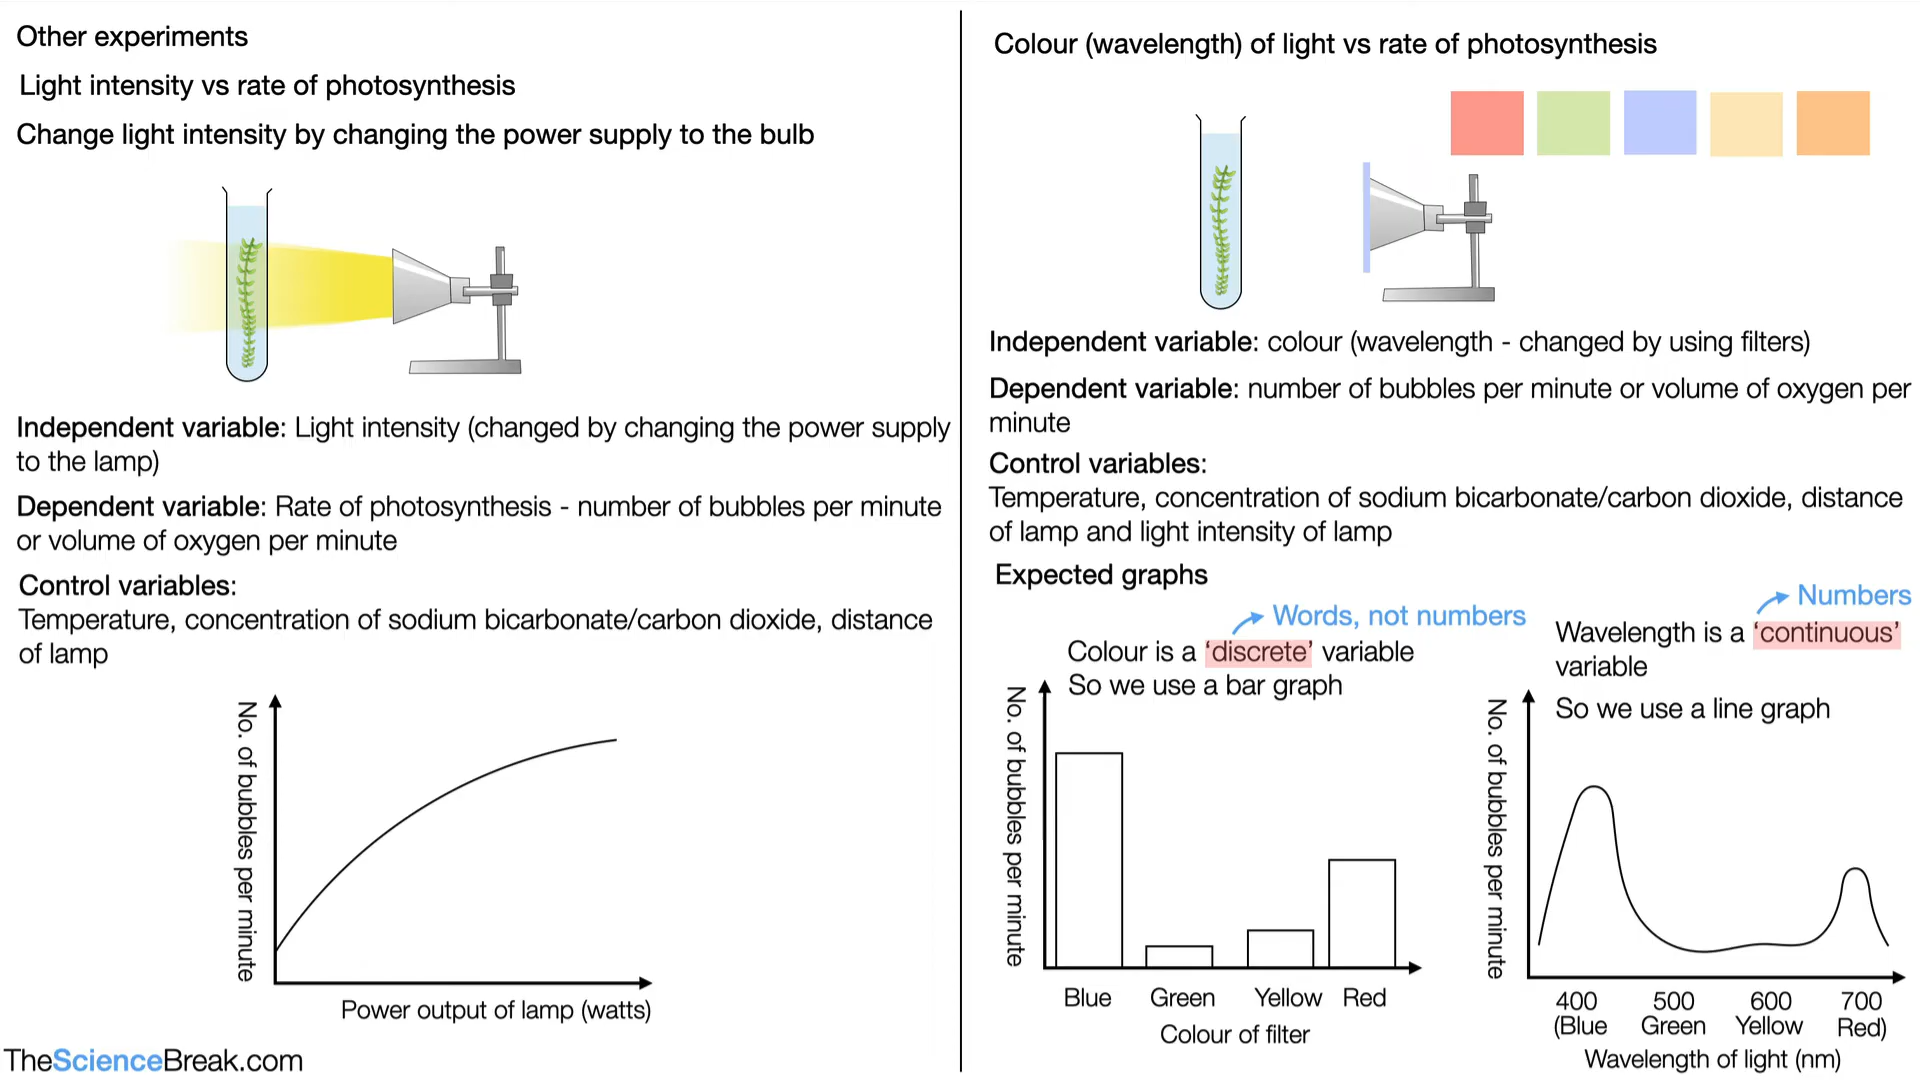 Other experiments
Light intensity vs rate of photosynthesis
Change light intensity by changing the power supply to the bulb
Independent variable: Light intensity (changed by changing the power supply
to the lamp)
Dependent variable: Rate of photosynthesis - number of bubbles per minute
or volume of oxygen per minute
Control variables:
Temperature, concentration of sodium bicarbonate/carbon dioxide, distance
of lamp
No. of bubbles per minute
Power output of lamp (watts)
TheScienceBreak.com
Colour (wavelength) of light vs rate of photosynthesis
Independent variable: colour (wavelength - changed by using filters)
Dependent variable: number of bubbles per minute or volume of oxygen per
minute
Control variables:
Temperature, concentration of sodium bicarbonate/carbon dioxide, distance
of lamp and light intensity of lamp
Expected graphs
Words, not numbers
Colour is a ‘discrete’ variable
So we use a bar graph
No. of bubbles per minute
Blue Green Yellow Red
Colour of filter
Numbers
Wavelength is a ‘continuous’
variable
So we use a line graph
No. of bubbles per minute
400 500 600 700
(Blue Green Yellow Red)
Wavelength of light (nm)